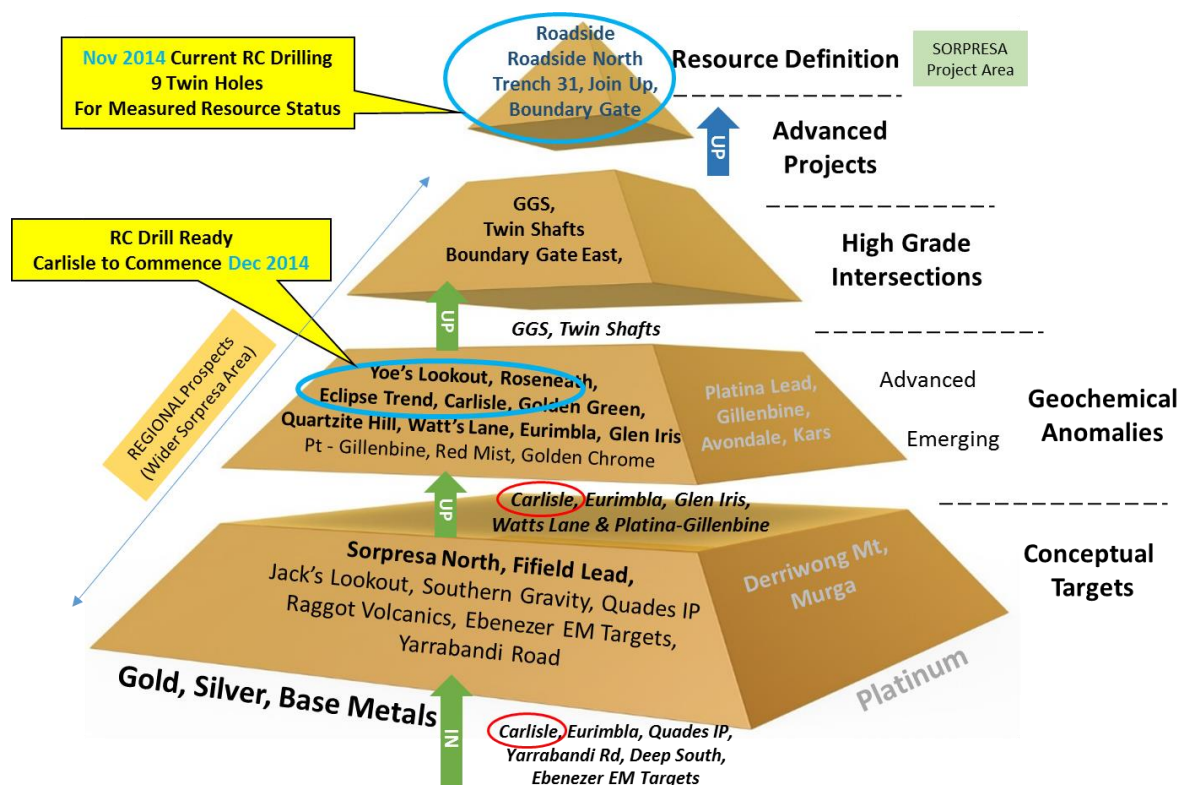 Nov 2014 Current RC Drilling
9 Twin Holes
For Measured Resource Status
Roadside
Roadside North
Trench 31, Join Up,
Boundary Gate
Resource Definition
SORPRESA
Project Area
UP
Advanced
Projects
RC Drill Ready
Carlisle to Commence Dec 2014
GGS,
Twin Shafts
Boundary Gate East,
High Grade
Intersections
UP
GGS, Twin Shafts
REGIONAL Prospects
(Wider Sorpresa Area)
Yoe's Lookout, Roseneath,
Eclipse Trend, Carlisle, Golden Green,
Quartzite Hill, Watt's Lane, Eurimbla, Glen Iris
Pt - Gillenbine, Red Mist, Golden Chrome
Platina Lead,
Gillenbine,
Avondale, Kars
Advanced
Emerging
Geochemical
Anomalies
UP
Carlisle, Eurimbla, Glen Iris,
Watts Lane & Platina-Gillenbine
Sorpresa North, Fifield Lead,
Jack's Lookout, Southern Gravity, Quades IP
Raggot Volcanics, Ebenezer EM Targets,
Yarrabandi Road
Derriwong Mt,
Murga
Conceptual
Targets
Gold, Silver, Base Metals
Platinum
IN
Carlisle, Eurimbla, Quades IP,
Yarrabandi Rd, Deep South,
Ebenezer EM Targets